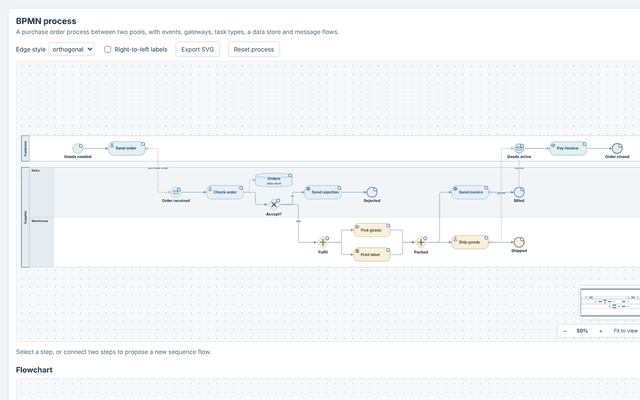 BPMN process
A purchase order process between two pools, with events, gateways, task types, a data store and message flows.
Edge style orthogonal Right-to-left labels Export SVG Reset process
Customer
Goods needed
Send order
Goods arrive
Pay invoice
Order closed
purchase order
Supplier
Sales
Order received
Check order
Orders
data store
Accept?
Send rejection
Rejected
Send invoice
Billed
Warehouse
Fulfil
Pick goods
Print label
Packed
Ship goods
Shipped
− 50% + Fit to view
Select a step, or connect two steps to propose a new sequence flow.
Flowchart